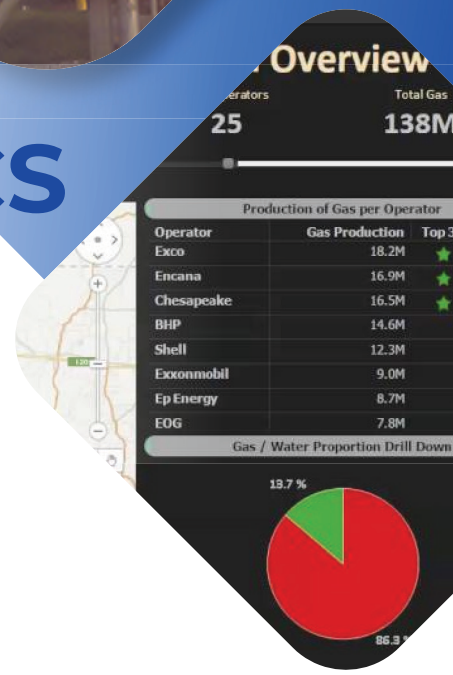 Overview
Total Gas
25 138M
cs
Production of Gas per Operator
Operator Gas Production Top 3
Exco 18.2M
Encana 16.9M
Chesapeake 16.5M
BHP 14.6M
Shell 12.3M
Exxonmobil 9.0M
Ep Energy 8.7M
EOG 7.8M
Gas / Water Proportion Drill Down
13.7 %
86.3